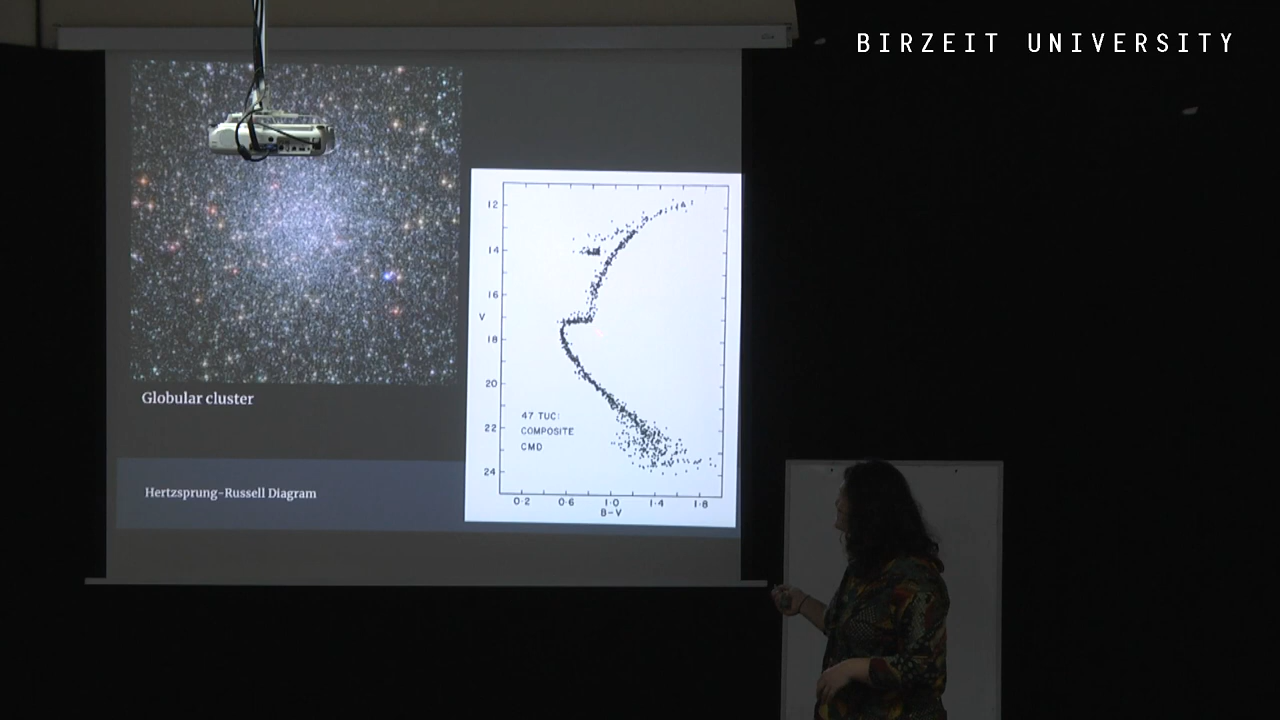 BIRZEIT UNIVERSITY
12
14
16
V
18
20
22
24
47 TUC:
COMPOSITE
CMD
0·2 0·6 1·0 1·4 1·8
B-V
Globular cluster
Hertzsprung-Russell Diagram